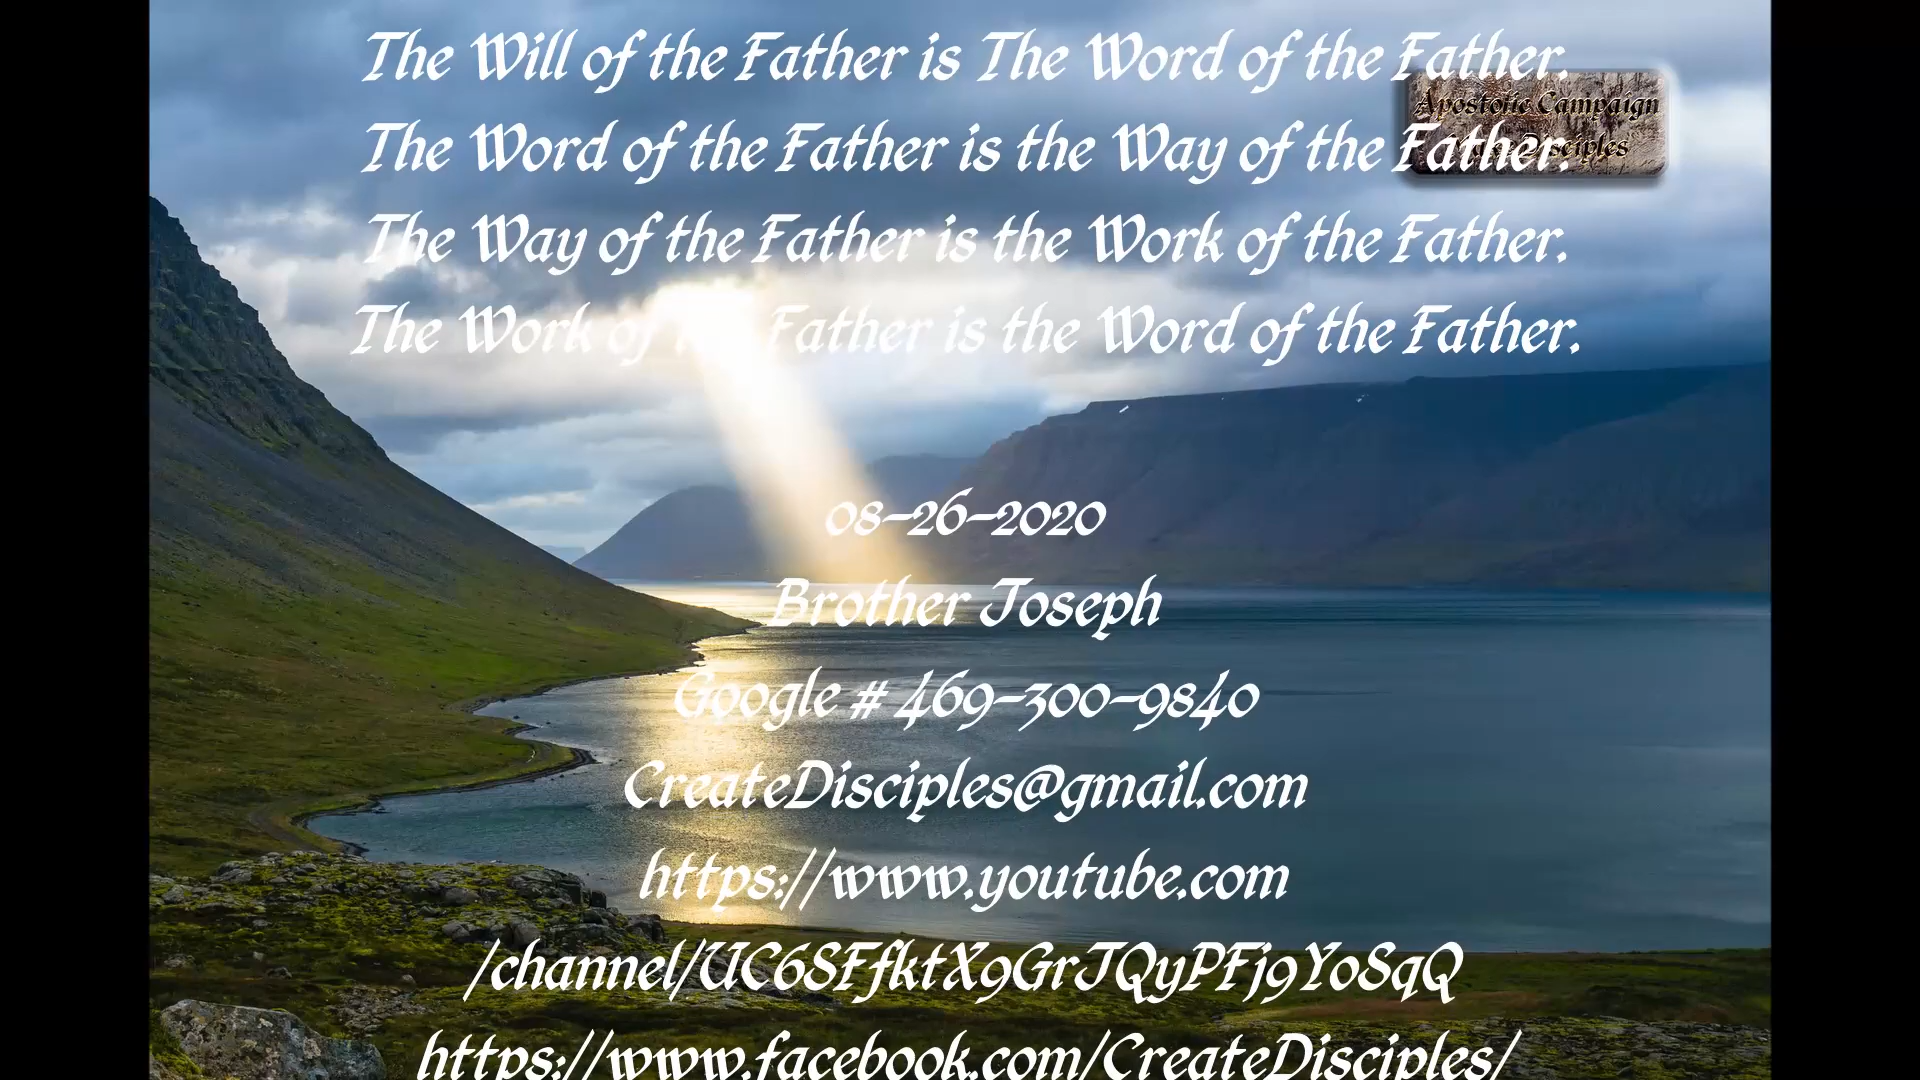 The Will of the Father is The Word of the Father.
Apostolic Campaign
The Word of the Father is the Way of the Father.
Disciples
The Way of the Father is the Work of the Father.
The Work of Father is the Word of the Father.
08-26-2020
Brother Joseph
Google # 469-300-9840
CreateDisciples@gmail.com
https://www.youtube.com
/channel/UC6SFfktX9GrJQyPFj9YoSqQ
https://www.facebook.com/CreateDisciples/